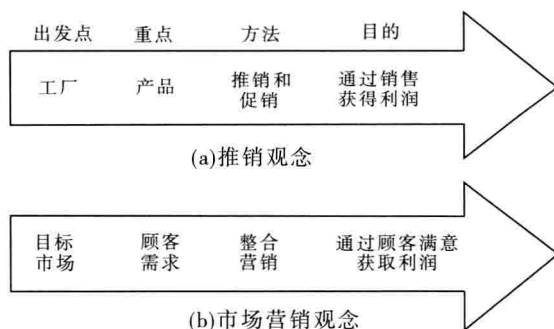 出发点 重点 方法 目的
工厂 产品 推销和 通过销售
促销 获得利润
(a)推销观念
目标 顾客 整合 通过顾客满意
市场 需求 营销 获取利润
(b)市场营销观念